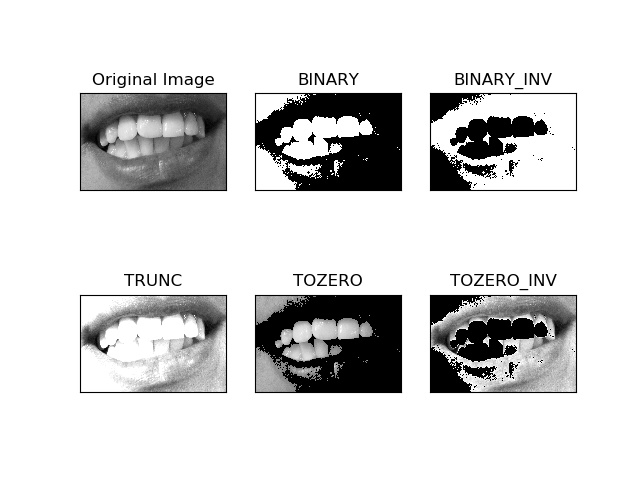 Original Image
BINARY
BINARY_INV
TRUNC
TOZERO
TOZERO_INV